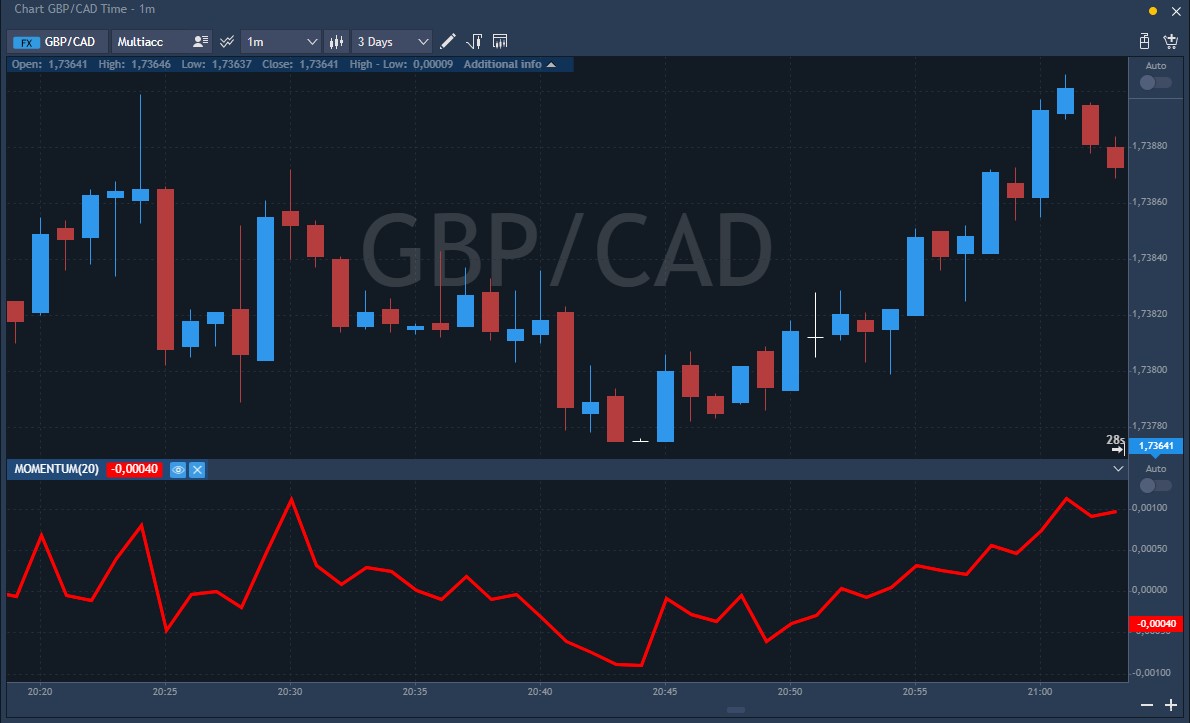 Chart GBP/CAD Time - 1m
FX GBP/CAD Multiacc 1m 3 Days
Open: 1,73641 High: 1,73646 Low: 1,73637 Close: 1,73641 High - Low: 0,00009 Additional info
Auto
GBP/CAD
1,73880
1,73860
1,73840
1,73820
1,73800
1,73780
28s
1,73641
MOMENTUM(20) -0,00040
Auto
0,00100
0,00050
0,00000
-0,00040
-0,00100
20:20 20:25 20:30 20:35 20:40 20:45 20:50 20:55 21:00